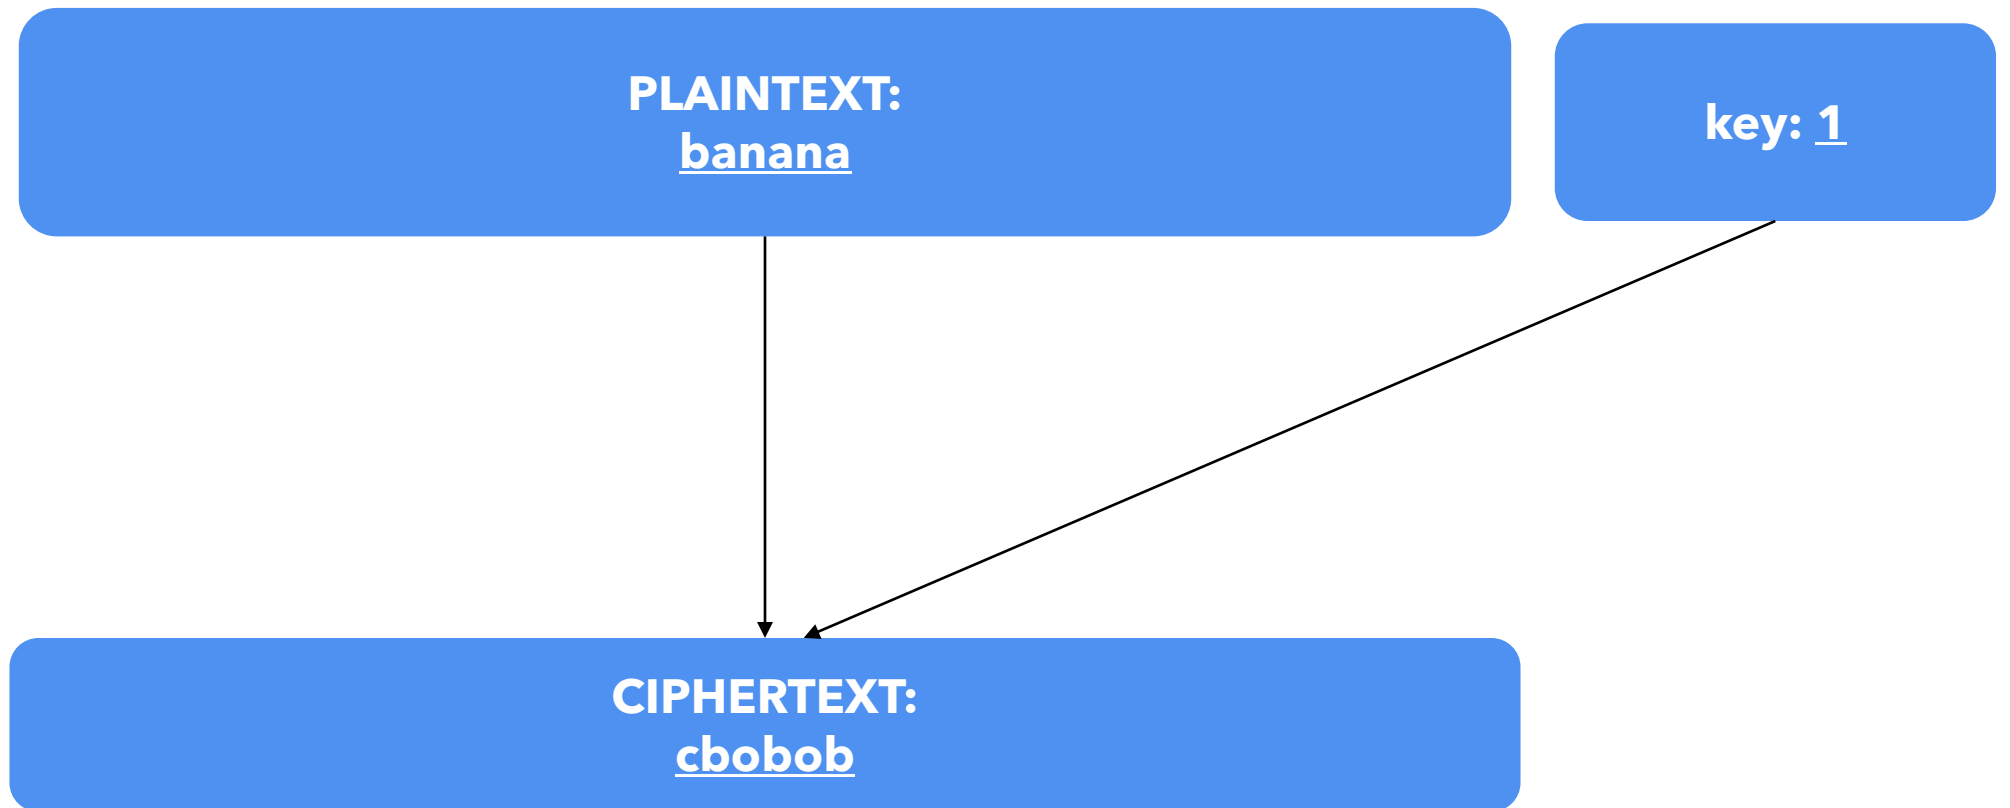 PLAINTEXT:
banana
key: 1
CIPHERTEXT:
cbobob